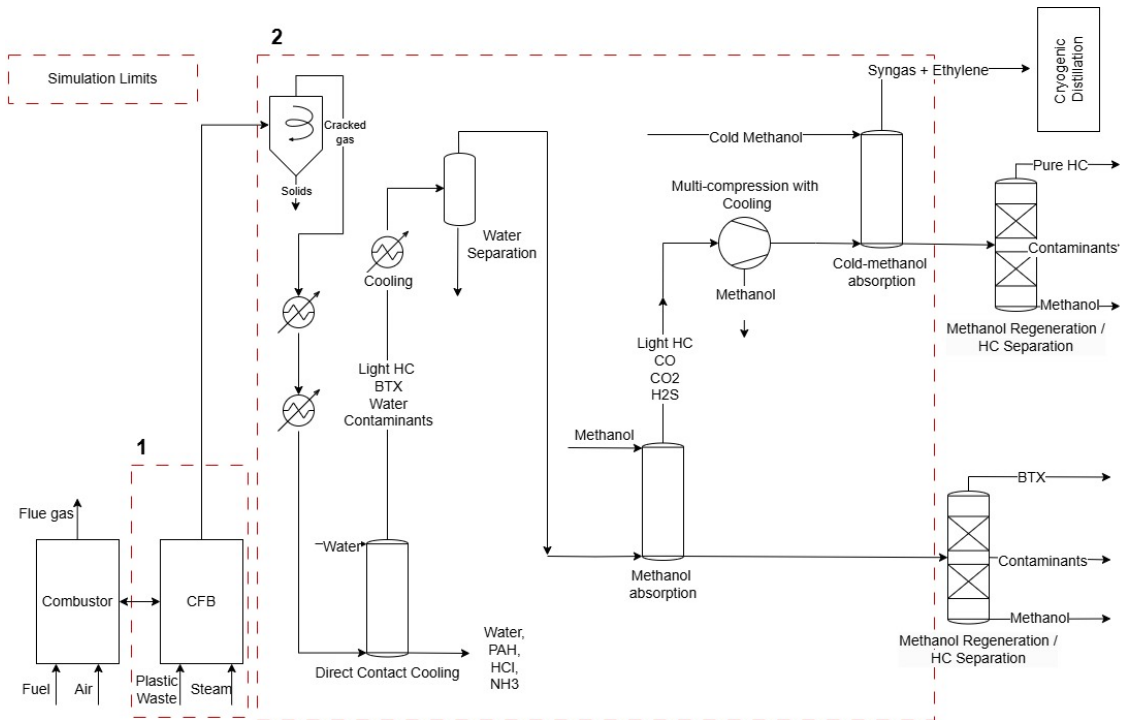 2
Simulation Limits
Syngas + Ethylene
Cryogenic
Distillation
Cracked
gas
Solids
Cold Methanol
Pure HC
Multi-compression with
Cooling
Water
Separation
Cooling
Contaminants
Cold-methanol
absorption
Methanol
Methanol
Methanol Regeneration /
HC Separation
Light HC
CO
CO2
H2S
Light HC
BTX
Water
Contaminants
1
Methanol
BTX
Flue gas
Water
Contaminants
Methanol
absorption
Combustor
CFB
Methanol
Water,
PAH,
HCl,
NH3
Methanol Regeneration /
HC Separation
Direct Contact Cooling
Fuel
Air
Plastic
Waste
Steam